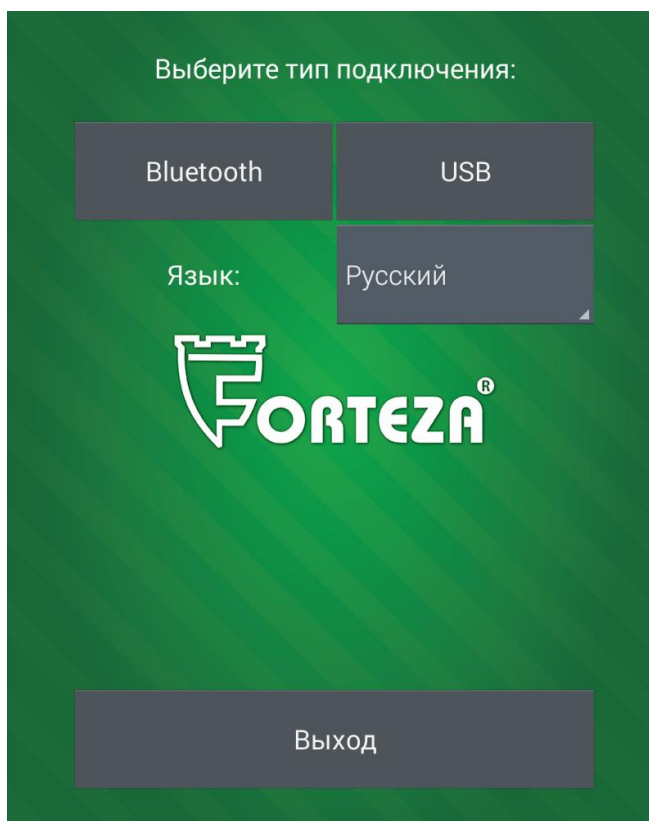 Выберите тип подключения:
Bluetooth USB
Язык: Русский
FORTEZA®
Выход